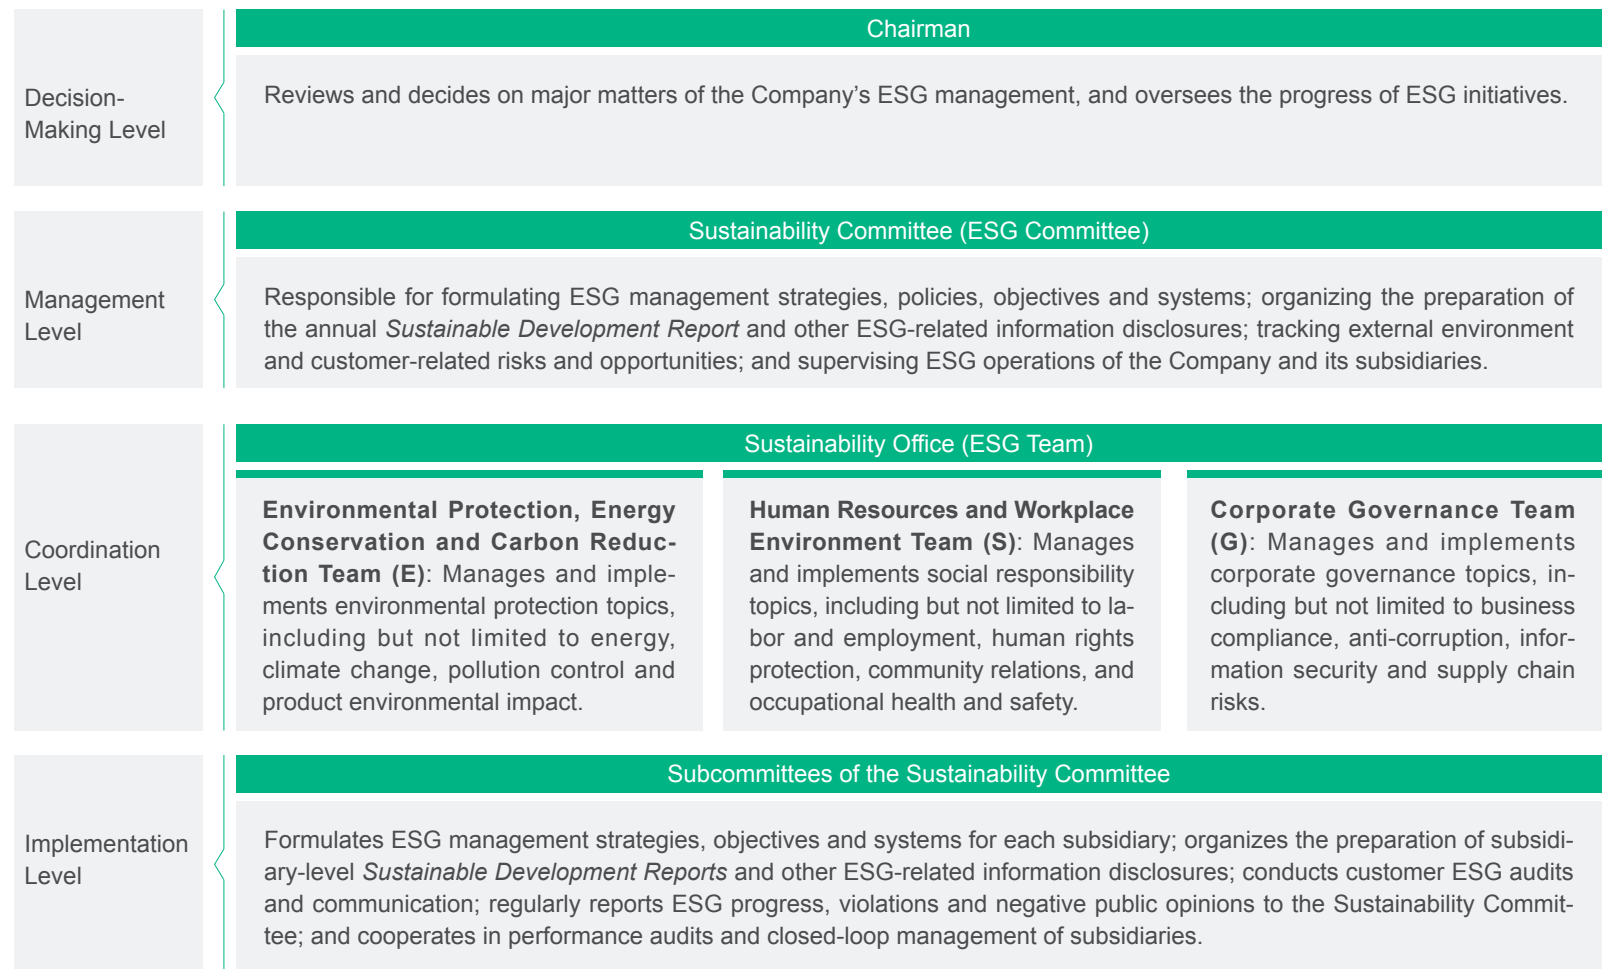 Chairman
Decision-
Making Level
Reviews and decides on major matters of the Company’s ESG management, and oversees the progress of ESG initiatives.
Sustainability Committee (ESG Committee)
Management
Level
Responsible for formulating ESG management strategies, policies, objectives and systems; organizing the preparation of
the annual Sustainable Development Report and other ESG-related information disclosures; tracking external environment
and customer-related risks and opportunities; and supervising ESG operations of the Company and its subsidiaries.
Sustainability Office (ESG Team)
Coordination
Level
Environmental Protection, Energy
Conservation and Carbon Reduc-
tion Team (E): Manages and imple-
ments environmental protection topics,
including but not limited to energy,
climate change, pollution control and
product environmental impact.
Human Resources and Workplace
Environment Team (S): Manages
and implements social responsibility
topics, including but not limited to la-
bor and employment, human rights
protection, community relations, and
occupational health and safety.
Corporate Governance Team
(G): Manages and implements
corporate governance topics, in-
cluding but not limited to business
compliance, anti-corruption, infor-
mation security and supply chain
risks.
Subcommittees of the Sustainability Committee
Implementation
Level
Formulates ESG management strategies, objectives and systems for each subsidiary; organizes the preparation of subsidi-
ary-level Sustainable Development Reports and other ESG-related information disclosures; conducts customer ESG audits
and communication; regularly reports ESG progress, violations and negative public opinions to the Sustainability Commit-
tee; and cooperates in performance audits and closed-loop management of subsidiaries.